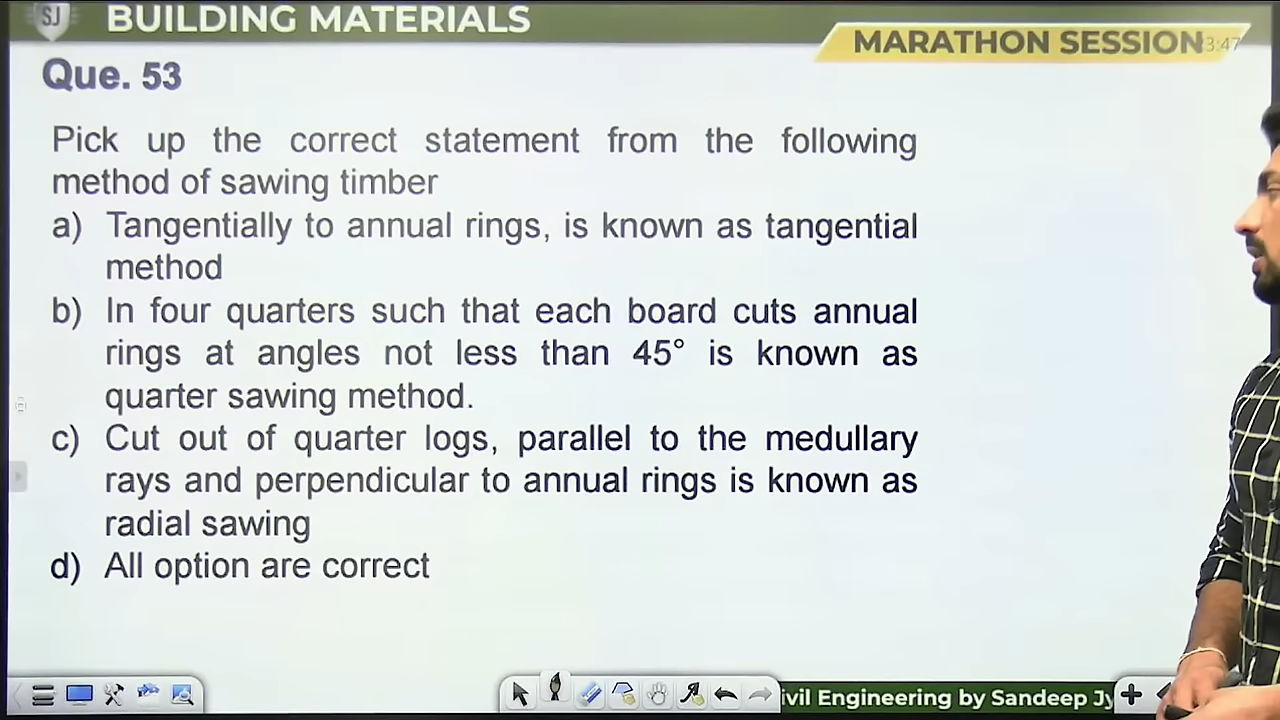 SJ
BUILDING MATERIALS
MARATHON SESSION
3:47
Que. 53
Pick up the correct statement from the following
method of sawing timber
a) Tangentially to annual rings, is known as tangential
method
b) In four quarters such that each board cuts annual
rings at angles not less than 45° is known as
quarter sawing method.
c) Cut out of quarter logs, parallel to the medullary
rays and perpendicular to annual rings is known as
radial sawing
d) All option are correct
ivil Engineering by Sandeep Jy